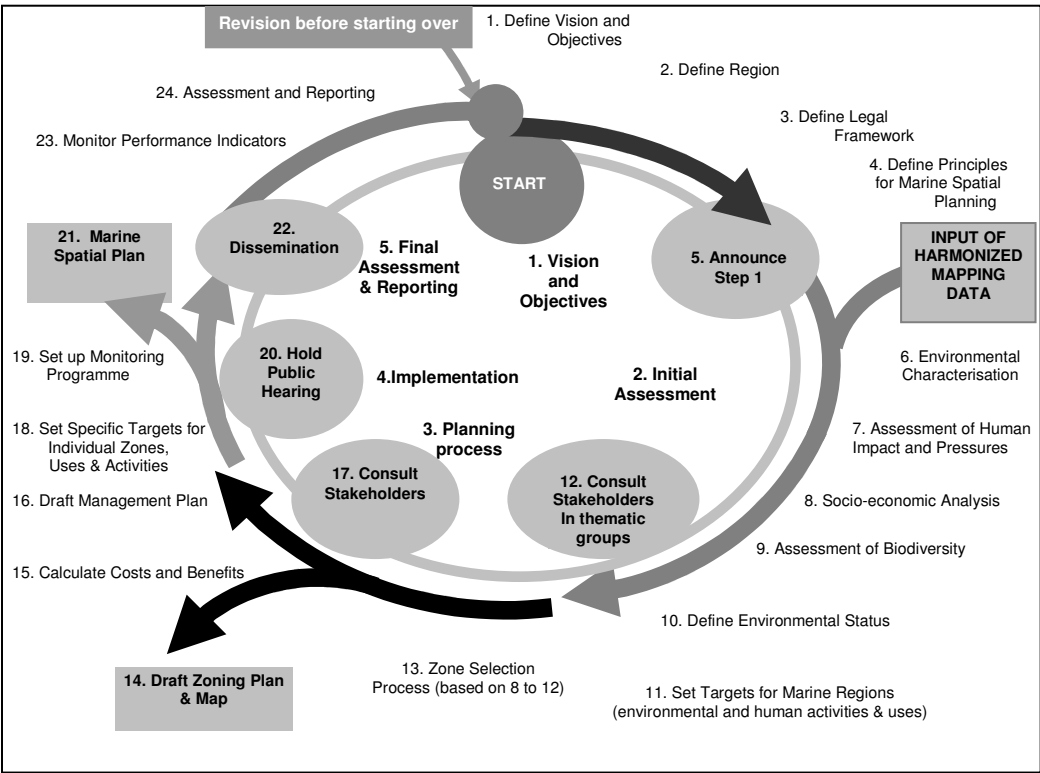 Revision before starting over
1. Define Vision and
Objectives
2. Define Region
3. Define Legal
Framework
4. Define Principles
for Marine Spatial
Planning
24. Assessment and Reporting
23. Monitor Performance Indicators
START
21. Marine
Spatial Plan
22.
Dissemination
5. Final
Assessment
& Reporting
1. Vision
and
Objectives
5. Announce
Step 1
INPUT OF
HARMONIZED
MAPPING
DATA
19. Set up Monitoring
Programme
20. Hold
Public
Hearing
4.Implementation
2. Initial
Assessment
6. Environmental
Characterisation
18. Set Specific Targets for
Individual Zones,
Uses & Activities
3. Planning
process
7. Assessment of Human
Impact and Pressures
16. Draft Management Plan
17. Consult
Stakeholders
12. Consult
Stakeholders
In thematic
groups
8. Socio-economic Analysis
9. Assessment of Biodiversity
15. Calculate Costs and Benefits
10. Define Environmental Status
14. Draft Zoning Plan
& Map
13. Zone Selection
Process (based on 8 to 12)
11. Set Targets for Marine Regions
(environmental and human activities & uses)